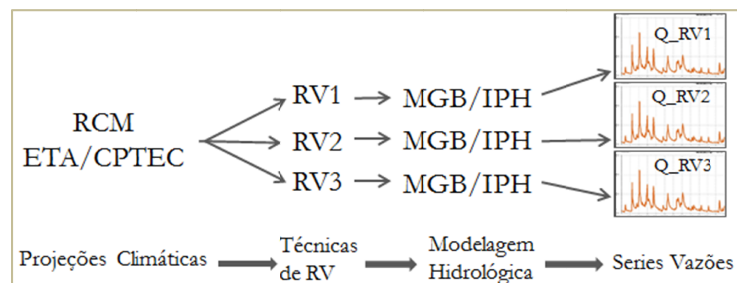 Q_RV1
RV1
MGB/IPH
RCM
ETA/CPTEC
Q_RV2
RV2
MGB/IPH
Q_RV3
RV3
MGB/IPH
Projeções Climáticas
Técnicas
de RV
Modelagem
Hidrológica
Series Vazões